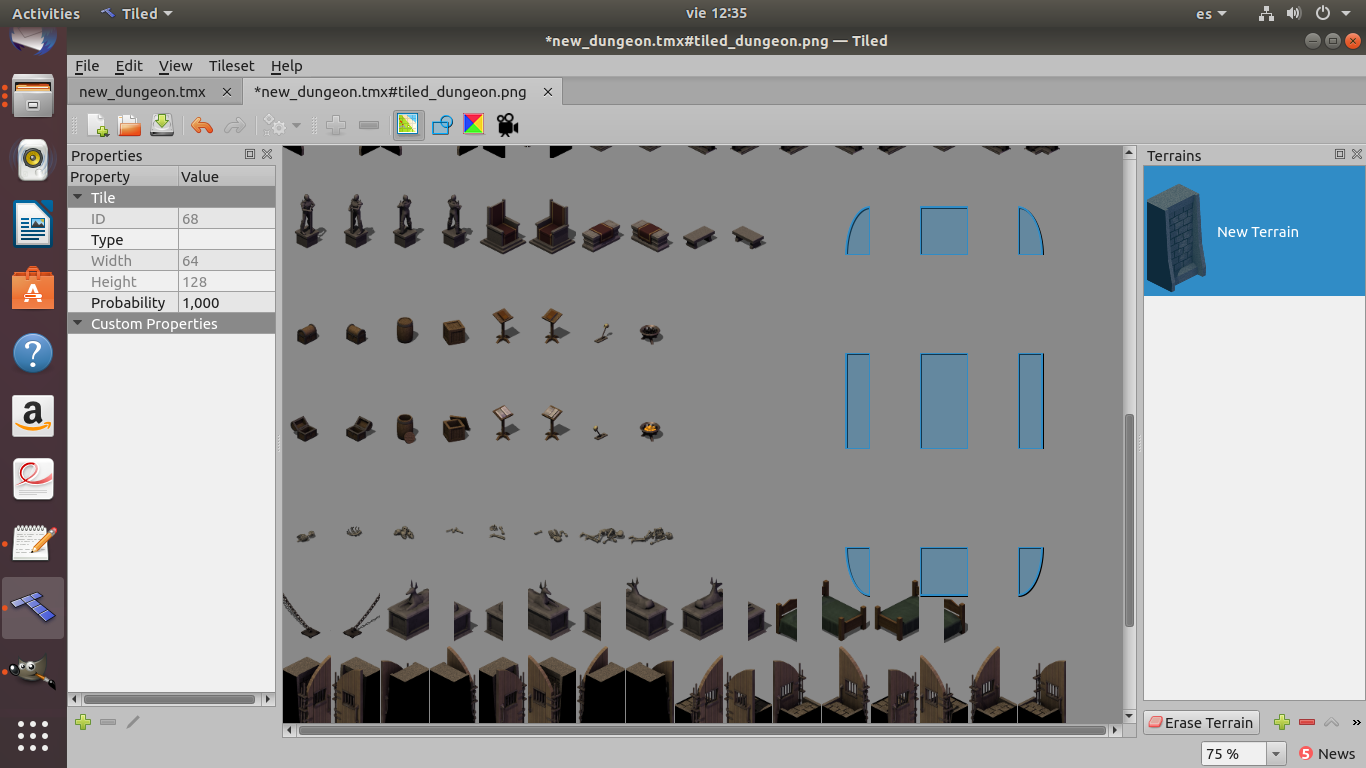 Activities Tiled vie 12:35 es
*new_dungeon.tmx#tiled_dungeon.png — Tiled
File Edit View Tileset Help
new_dungeon.tmx × *new_dungeon.tmx#tiled_dungeon.png ×
Properties
Property Value
Tile
ID 68
Type
Width 64
Height 128
Probability 1,000
Custom Properties
Terrains
New Terrain
Erase Terrain »
75 % 5 News